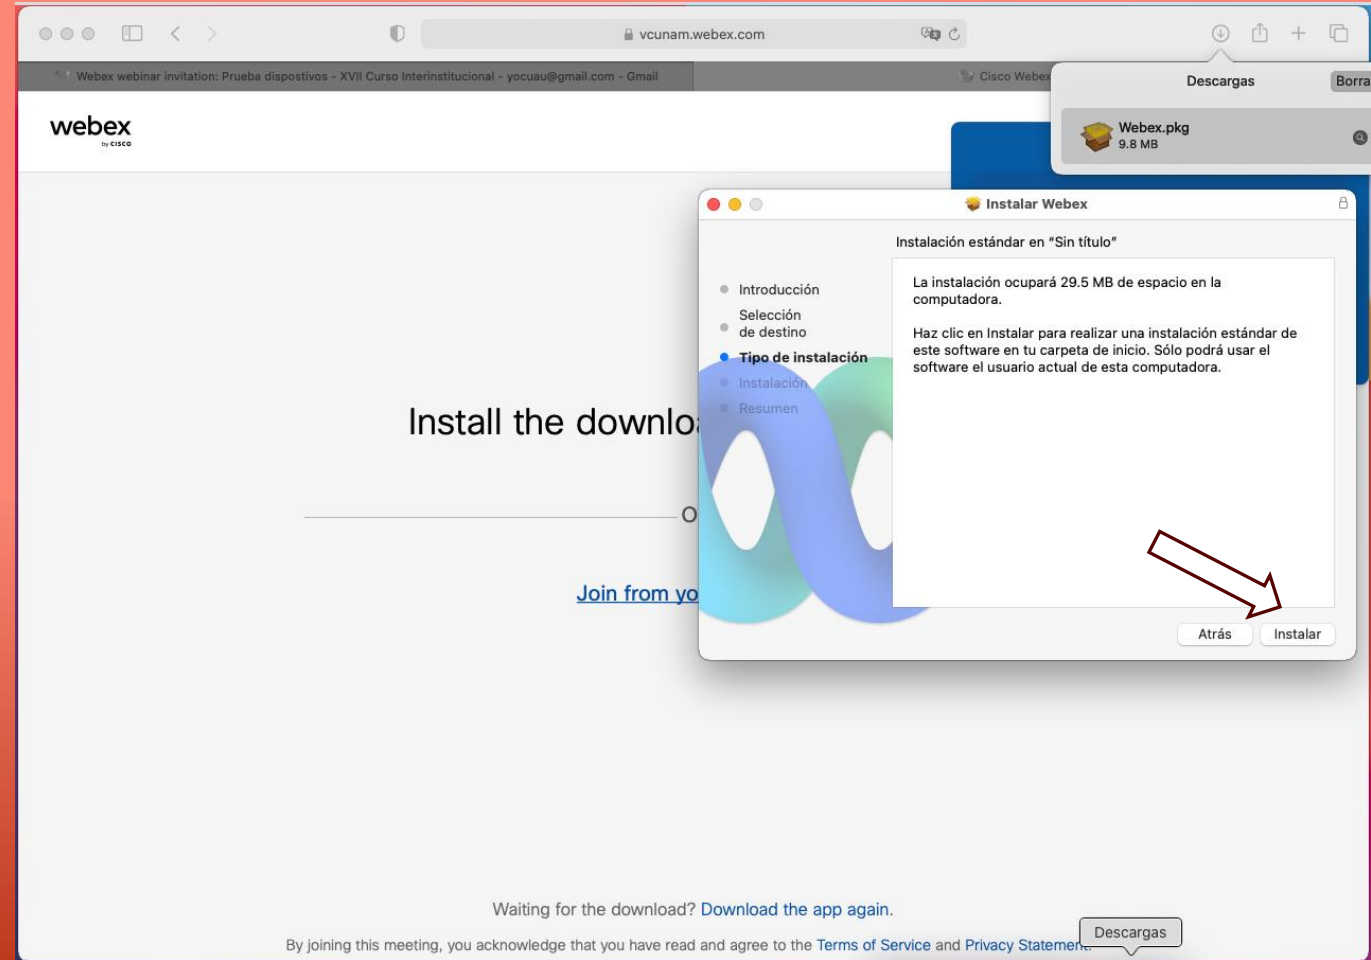 vcunam.webex.com
Webex webinar invitation: Prueba dispostivos - XVII Curso Interinstitucional - yocuau@gmail.com - Gmail
Cisco Webex
Descargas
Borra
Webex.pkg
9.8 MB
webex
by CISCO
Instalar Webex
Instalación estándar en "Sin título"
Introducción
Selección
de destino
Tipo de instalación
Instalación
Resumen
La instalación ocupará 29.5 MB de espacio en la
computadora.
Haz clic en Instalar para realizar una instalación estándar de
este software en tu carpeta de inicio. Sólo podrá usar el
software el usuario actual de esta computadora.
Atrás
Instalar
Install the downlo
O
Join from yo
Waiting for the download? Download the app again.
By joining this meeting, you acknowledge that you have read and agree to the Terms of Service and Privacy Statement.
Descargas